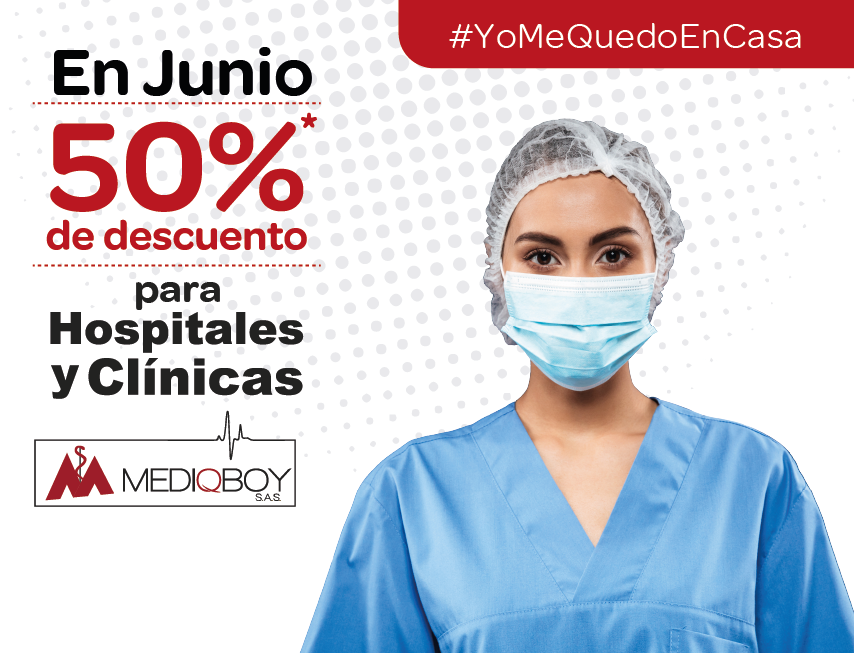 #YoMeQuedoEnCasa
En Junio
50%*
de descuento
para
Hospitales
y Clínicas
MEDIQBOY
S.A.S.